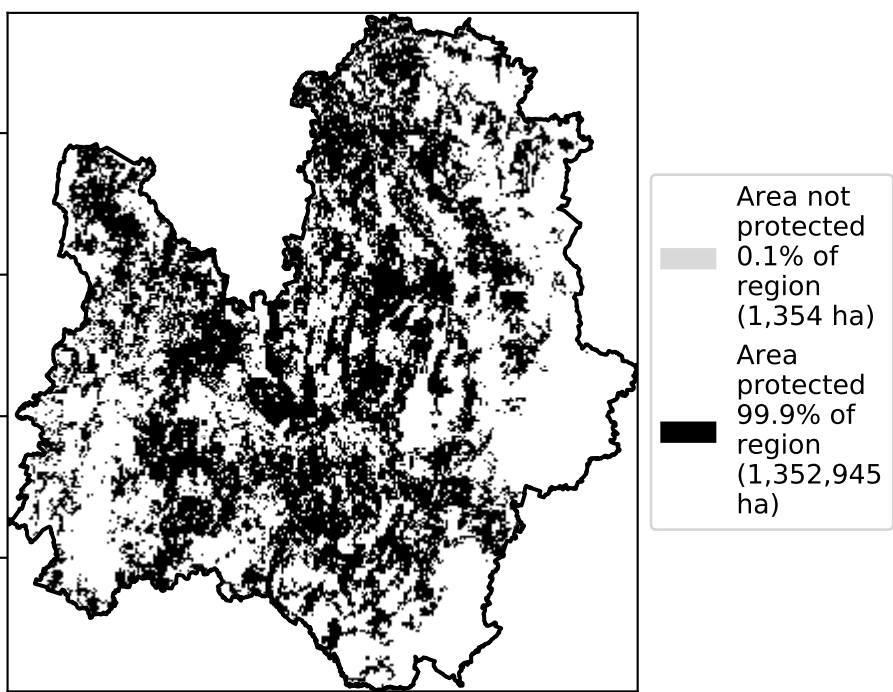 Area not
protected
0.1% of
region
(1,354 ha)
Area
protected
99.9% of
region
(1,352,945
ha)